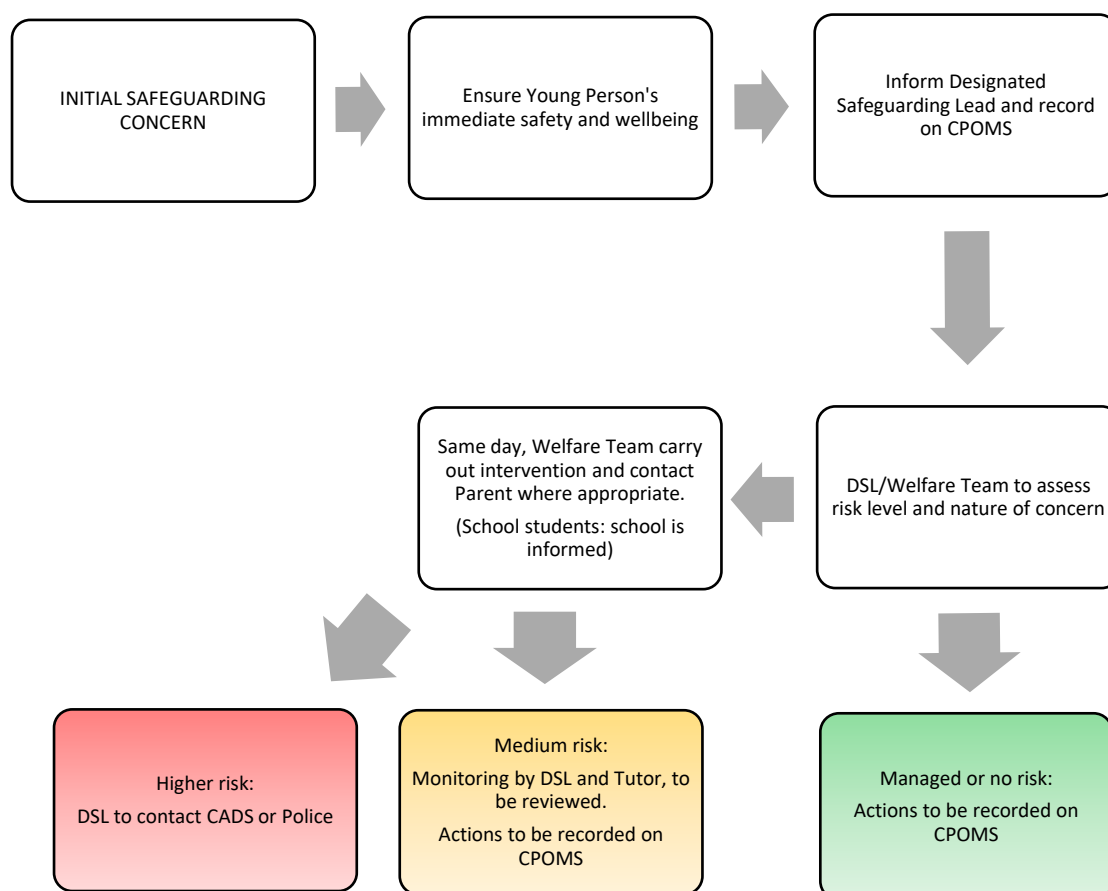 INITIAL SAFEGUARDING
CONCERN
Ensure Young Person's
immediate safety and wellbeing
Inform Designated
Safeguarding Lead and record
on CPOMS
DSL/Welfare Team to assess
risk level and nature of concern
Same day, Welfare Team carry
out intervention and contact
Parent where appropriate.
(School students: school is
informed)
Higher risk:
DSL to contact CADS or Police
Medium risk:
Monitoring by DSL and Tutor, to
be reviewed.
Actions to be recorded on
CPOMS
Managed or no risk:
Actions to be recorded on
CPOMS